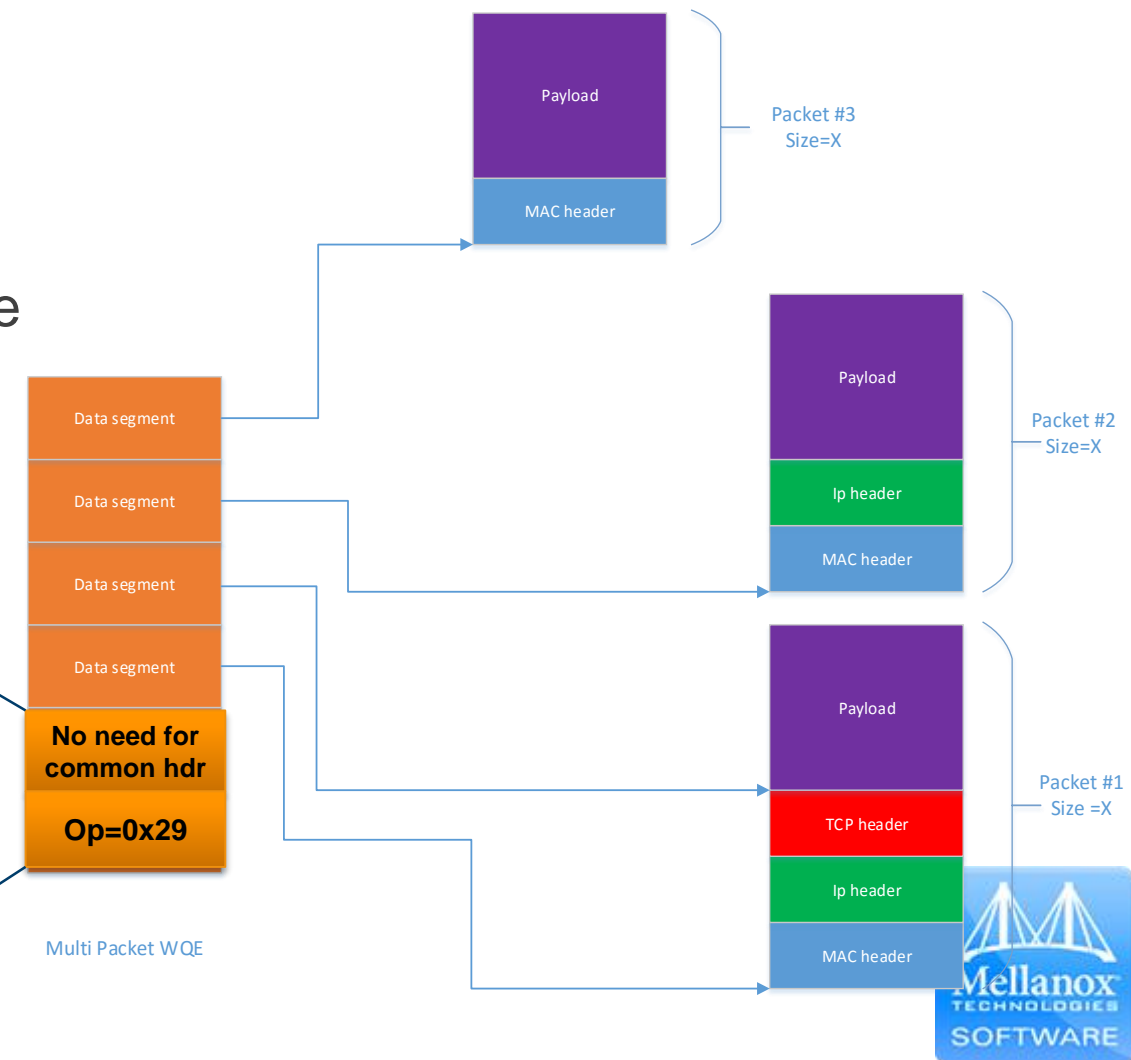 Payload
MAC header
Packet #3
Size=X
e
Payload
Ip header
MAC header
Packet #2
Size=X
Data segment
Data segment
Data segment
Data segment
No need for
common hdr
Op=0x29
Multi Packet WQE
Payload
TCP header
Ip header
MAC header
Packet #1
Size =X
Mellanox
TECHNOLOGIES
SOFTWARE